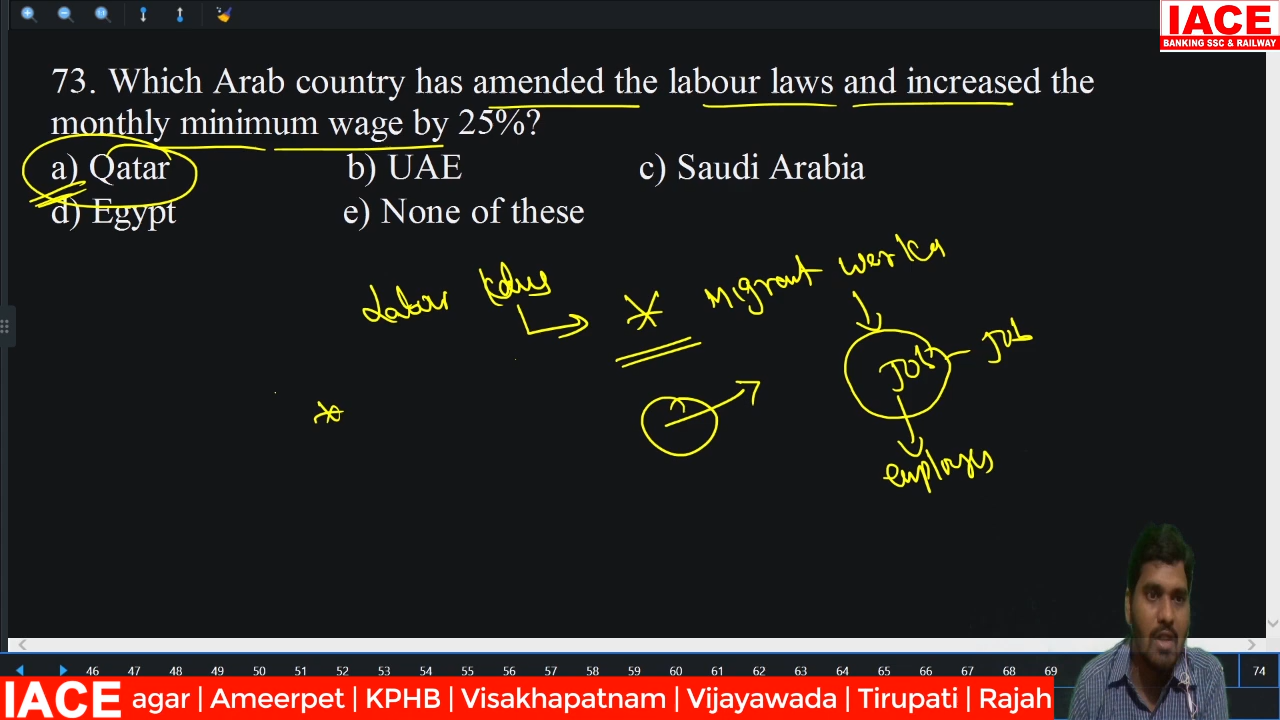 IACE
BANKING SSC & RAILWAY
73. Which Arab country has amended the labour laws and increased the
monthly minimum wage by 25%?
a) Qatar b) UAE c) Saudi Arabia
d) Egypt e) None of these
Labour
Migrant
Job Job
46 47 48 49 50 51 52 53 54 55 56 57 58 59 60 61 62 63 64 65 66 67 68 69 74
IACE agar | Ameerpet | KPHB | Visakhapatnam | Vijayawada | Tirupati | Rajah